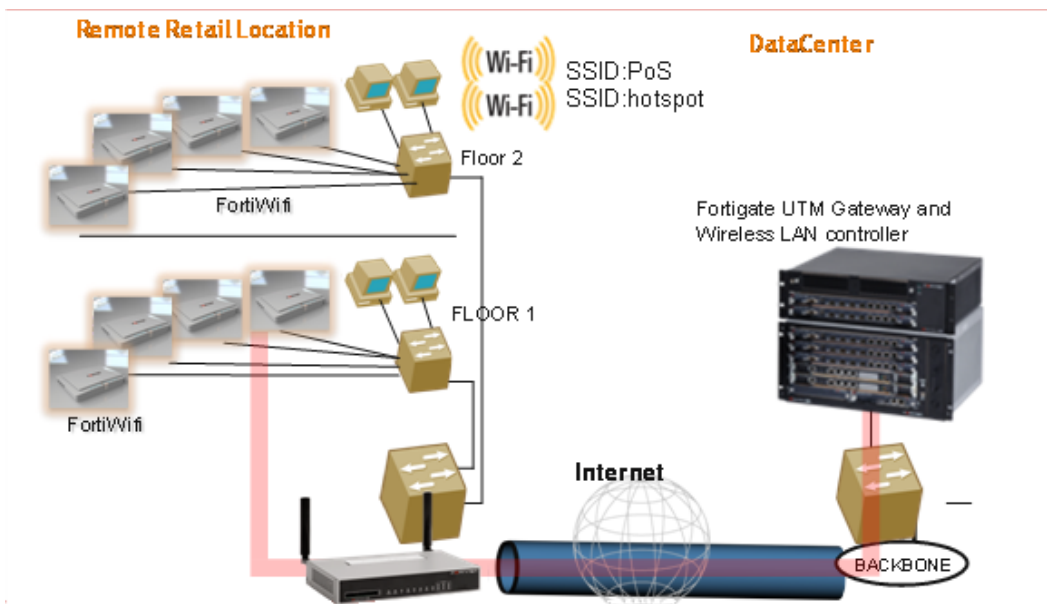 Remote Retail Location
DataCenter
Wi-Fi
SSID:PoS
Wi-Fi
SSID:hotspot
Floor 2
FortiWifi
Fortigate UTM Gateway and
Wireless LAN controller
FLOOR 1
FortiWifi
Internet
BACKBONE